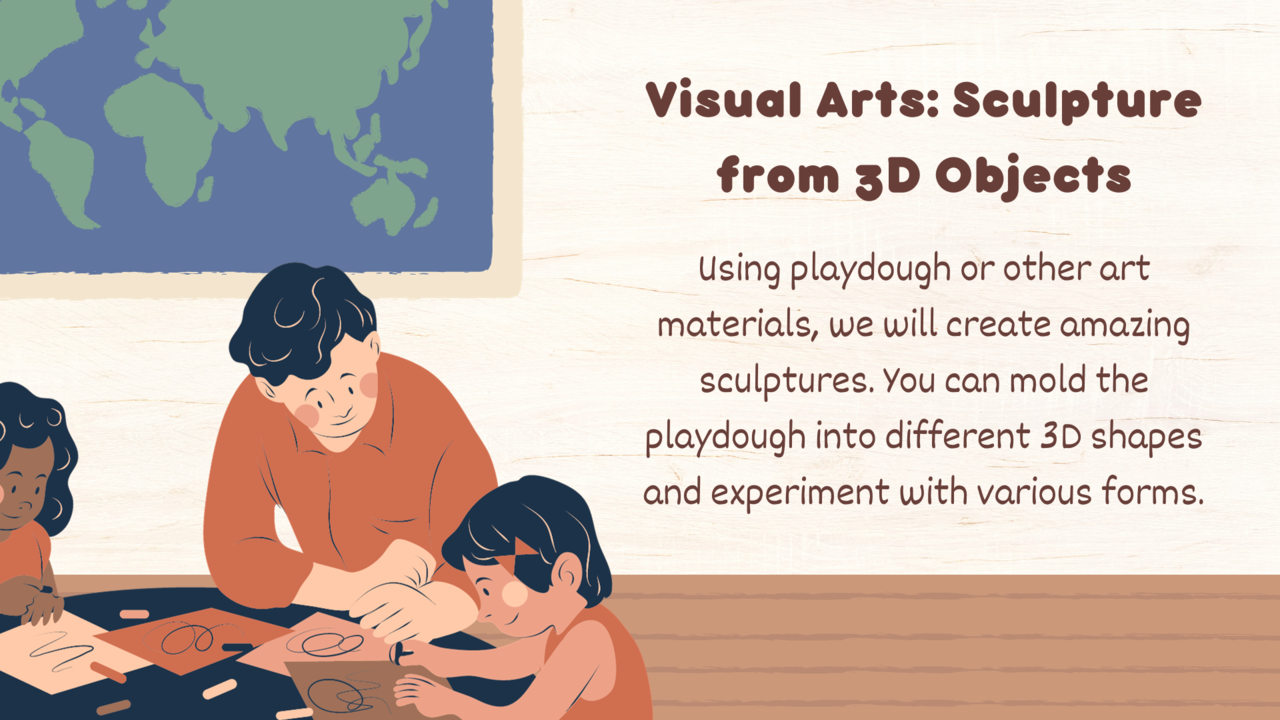 Visual Arts: Sculpture
from 3D Objects
Using playdough or other art
materials, we will create amazing
sculptures. You can mold the
playdough into different 3D shapes
and experiment with various forms.